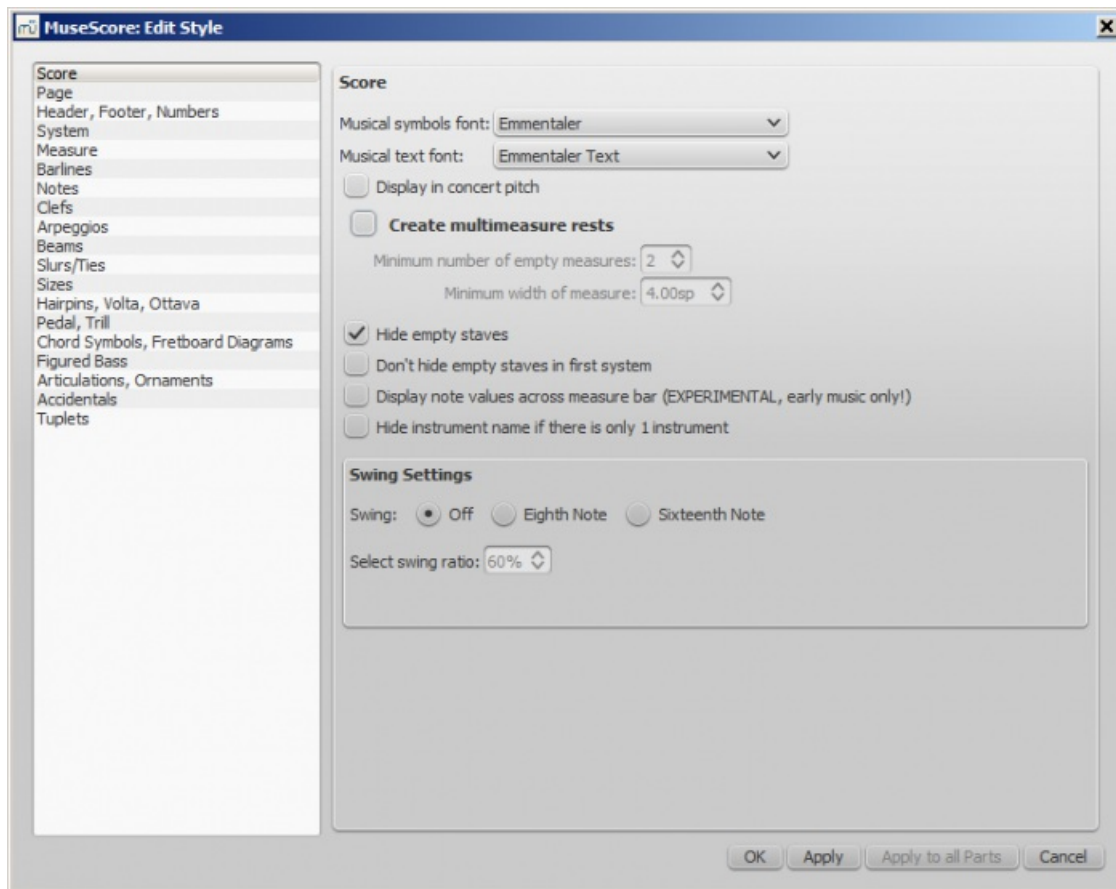 MuseScore: Edit Style
Score
Page
Header, Footer, Numbers
System
Measure
Barlines
Notes
Clefs
Arpeggios
Beams
Slurs/Ties
Sizes
Hairpins, Volta, Ottava
Pedal, Trill
Chord Symbols, Fretboard Diagrams
Figured Bass
Articulations, Ornaments
Accidentals
Tuplets
Score
Musical symbols font: Emmentaler
Musical text font: Emmentaler Text
Display in concert pitch
Create multimeasure rests
Minimum number of empty measures: 2
Minimum width of measure: 4.00sp
Hide empty staves
Don't hide empty staves in first system
Display note values across measure bar (EXPERIMENTAL, early music only!)
Hide instrument name if there is only 1 instrument
Swing Settings
Swing: Off Eighth Note Sixteenth Note
Select swing ratio: 60%
OK Apply Apply to all Parts Cancel